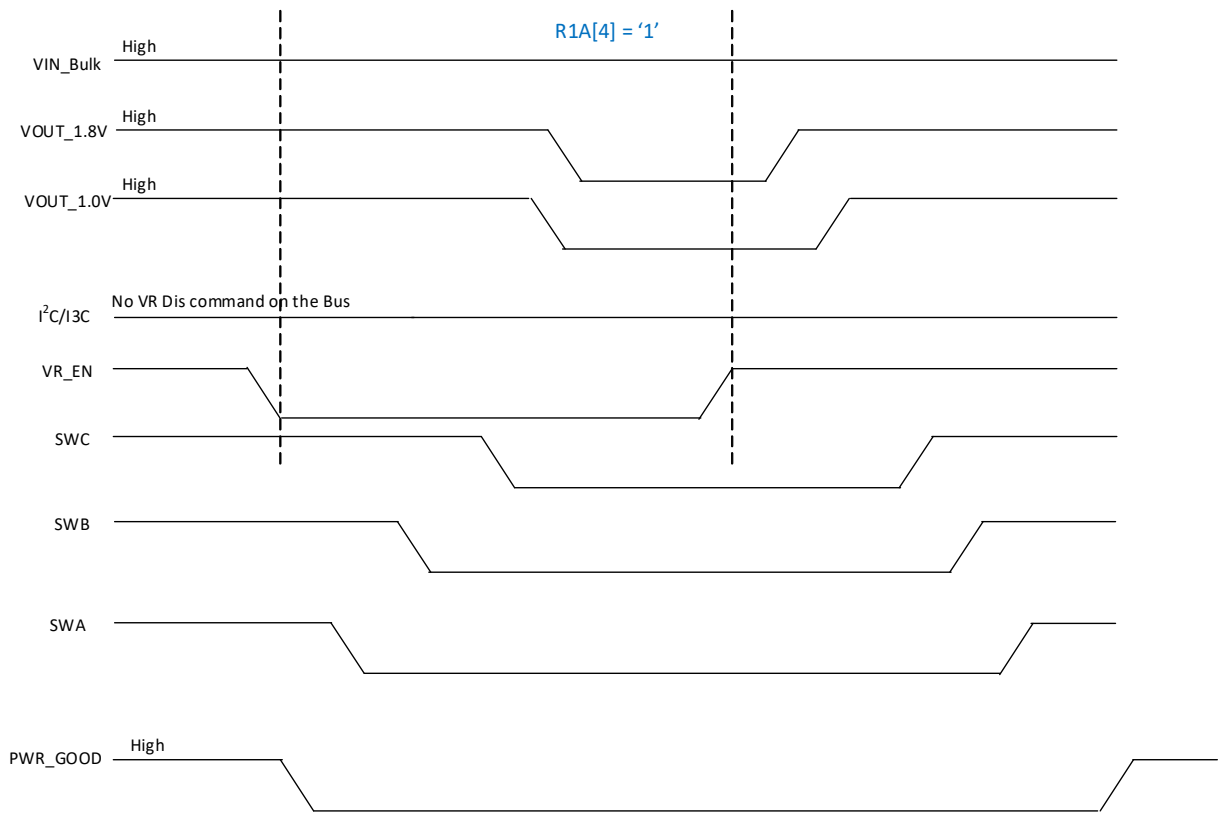 R1A[4] = ‘1’
High
VIN_Bulk
High
VOUT_1.8V
High
VOUT_1.0V
No VR Dis command on the Bus
I²C/I3C
VR_EN
SWC
SWB
SWA
High
PWR_GOOD